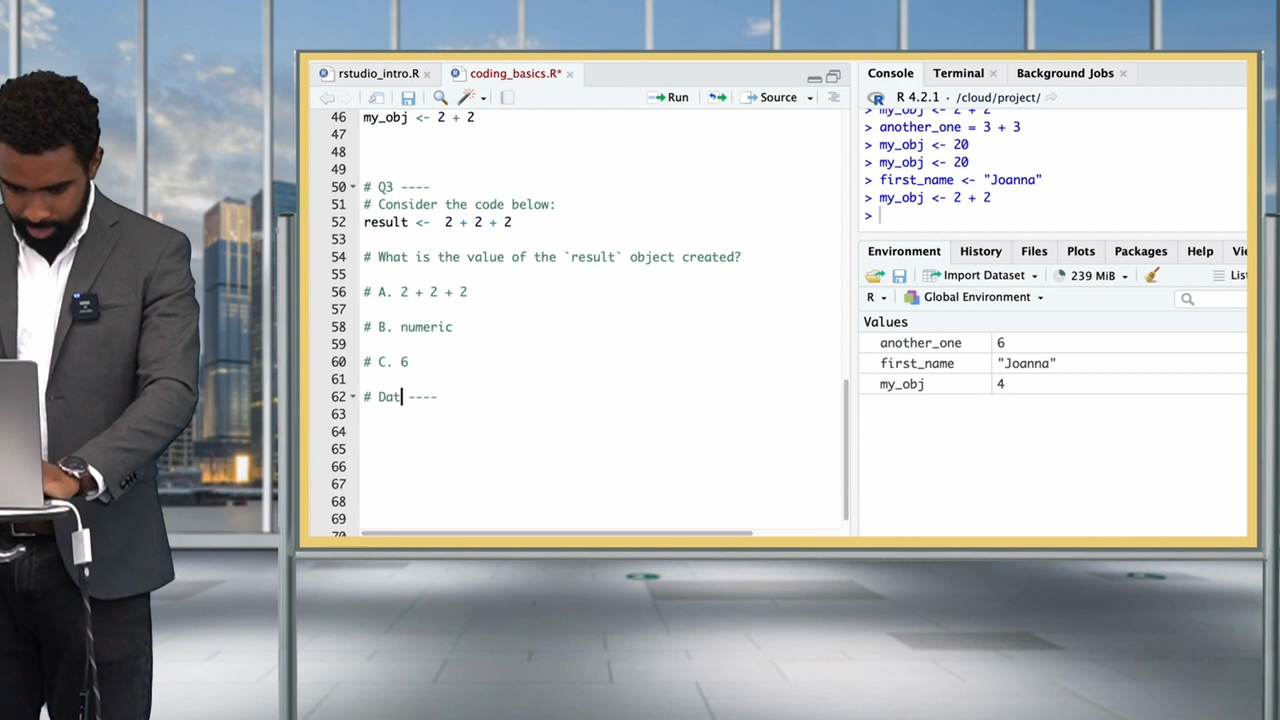 rstudio_intro.R
coding_basics.R*
Run
Source
46 my_obj <- 2 + 2
47
48
49
50 # Q3 ----
51 # Consider the code below:
52 result <-  2 + 2 + 2
53
54 # What is the value of the `result` object created?
55
56 # A. 2 + 2 + 2
57
58 # B. numeric
59
60 # C. 6
61
62 # Dat ----
63
64
65
66
67
68
69
70
Console Terminal Background Jobs
R 4.2.1 · /cloud/project/
> my_obj <- 2 + 2
> another_one = 3 + 3
> my_obj <- 20
> my_obj <- 20
> first_name <- "Joanna"
> my_obj <- 2 + 2
>
Environment History Files Plots Packages Help
Import Dataset 239 MiB
R Global Environment
Values
another_one 6
first_name "Joanna"
my_obj 4